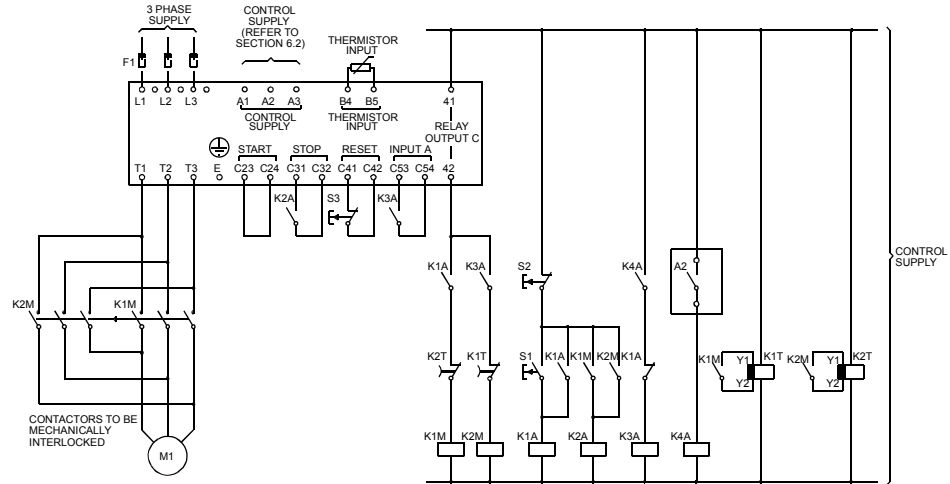 3 PHASE
SUPPLY
CONTROL
SUPPLY
(REFER TO
SECTION 6.2)
THERMISTOR
INPUT
F1
L1 L2 L3 A1 A2 A3 B4 B5 41
CONTROL
SUPPLY
THERMISTOR
INPUT
RELAY
OUTPUT C
START STOP RESET INPUT A
T1 T2 T3 E C23 C24 C31 C32 C41 C42 C53 C54 42
K2A S3 K3A
CONTROL
SUPPLY
K1A K3A S2 K4A A2
K2M K1M
K2T K1T S1 K1A K1M K2M K1A K1M Y1 K1T K2M Y1 K2T
Y2 Y2
CONTACTORS TO BE
MECHANICALLY
INTERLOCKED
K1M K2M K1A K2A K3A K4A
M1